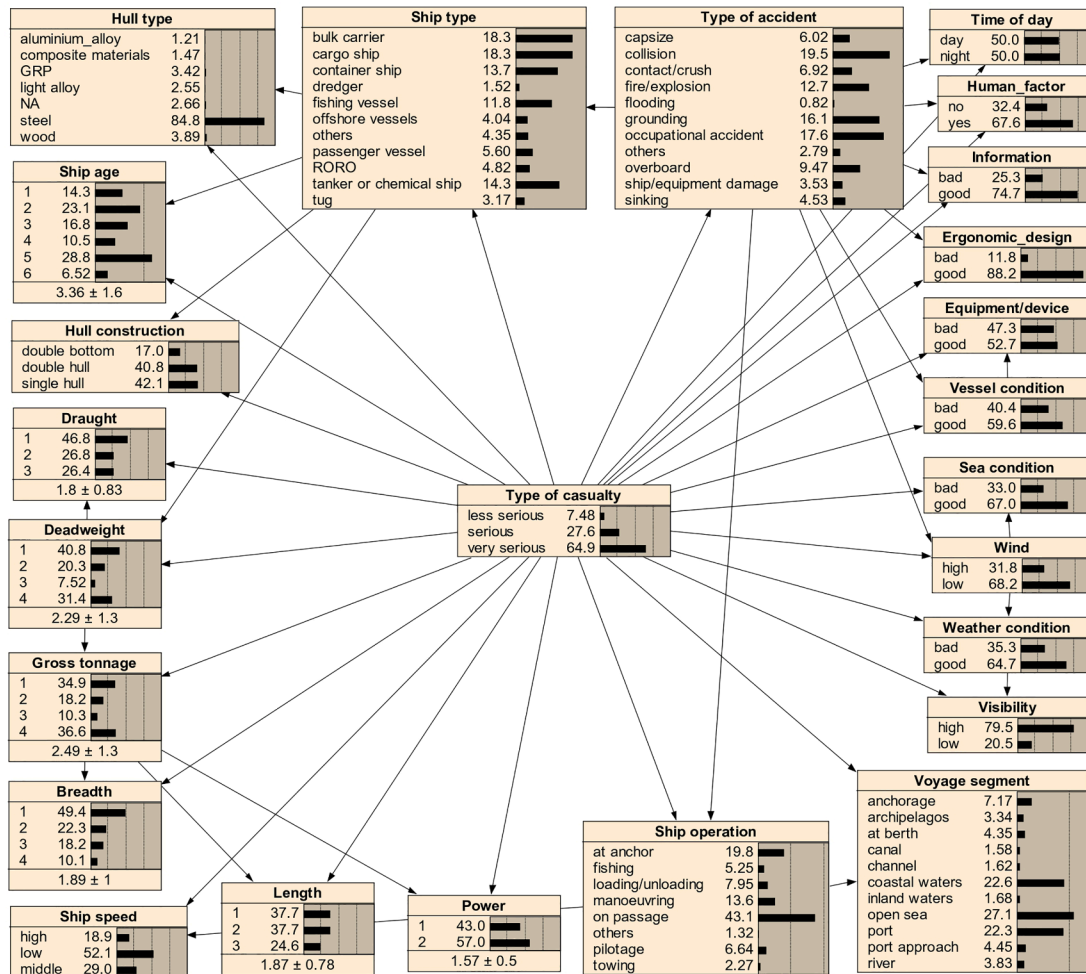 Hull type
aluminium_alloy 1.21
composite materials 1.47
GRP 3.42
light alloy 2.55
NA 2.66
steel 84.8
wood 3.89
Ship type
bulk carrier 18.3
cargo ship 18.3
container ship 13.7
dredger 1.52
fishing vessel 11.8
offshore vessels 4.04
others 4.35
passenger vessel 5.60
RORO 4.82
tanker or chemical ship 14.3
tug 3.17
Type of accident
capsize 6.02
collision 19.5
contact/crush 6.92
fire/explosion 12.7
flooding 0.82
grounding 16.1
occupational accident 17.6
others 2.79
overboard 9.47
ship/equipment damage 3.53
sinking 4.53
Time of day
day 50.0
night 50.0
Human_factor
no 32.4
yes 67.6
Information
bad 25.3
good 74.7
Ergonomic_design
bad 11.8
good 88.2
Equipment/device
bad 47.3
good 52.7
Vessel condition
bad 40.4
good 59.6
Sea condition
bad 33.0
good 67.0
Wind
high 31.8
low 68.2
Weather condition
bad 35.3
good 64.7
Visibility
high 79.5
low 20.5
Ship age
1 14.3
2 23.1
3 16.8
4 10.5
5 28.8
6 6.52
3.36 ± 1.6
Hull construction
double bottom 17.0
double hull 40.8
single hull 42.1
Draught
1 46.8
2 26.8
3 26.4
1.8 ± 0.83
Type of casualty
less serious 7.48
serious 27.6
very serious 64.9
Deadweight
1 40.8
2 20.3
3 7.52
4 31.4
2.29 ± 1.3
Gross tonnage
1 34.9
2 18.2
3 10.3
4 36.6
2.49 ± 1.3
Breadth
1 49.4
2 22.3
3 18.2
4 10.1
1.89 ± 1
Ship speed
high 18.9
low 52.1
middle 29.0
Length
1 37.7
2 37.7
3 24.6
1.87 ± 0.78
Power
1 43.0
2 57.0
1.57 ± 0.5
Ship operation
at anchor 19.8
fishing 5.25
loading/unloading 7.95
manoeuvring 13.6
on passage 43.1
others 1.32
pilotage 6.64
towing 2.27
Voyage segment
anchorage 7.17
archipelagos 3.34
at berth 4.35
canal 1.58
channel 1.62
coastal waters 22.6
inland waters 1.68
open sea 27.1
port 22.3
port approach 4.45
river 3.83